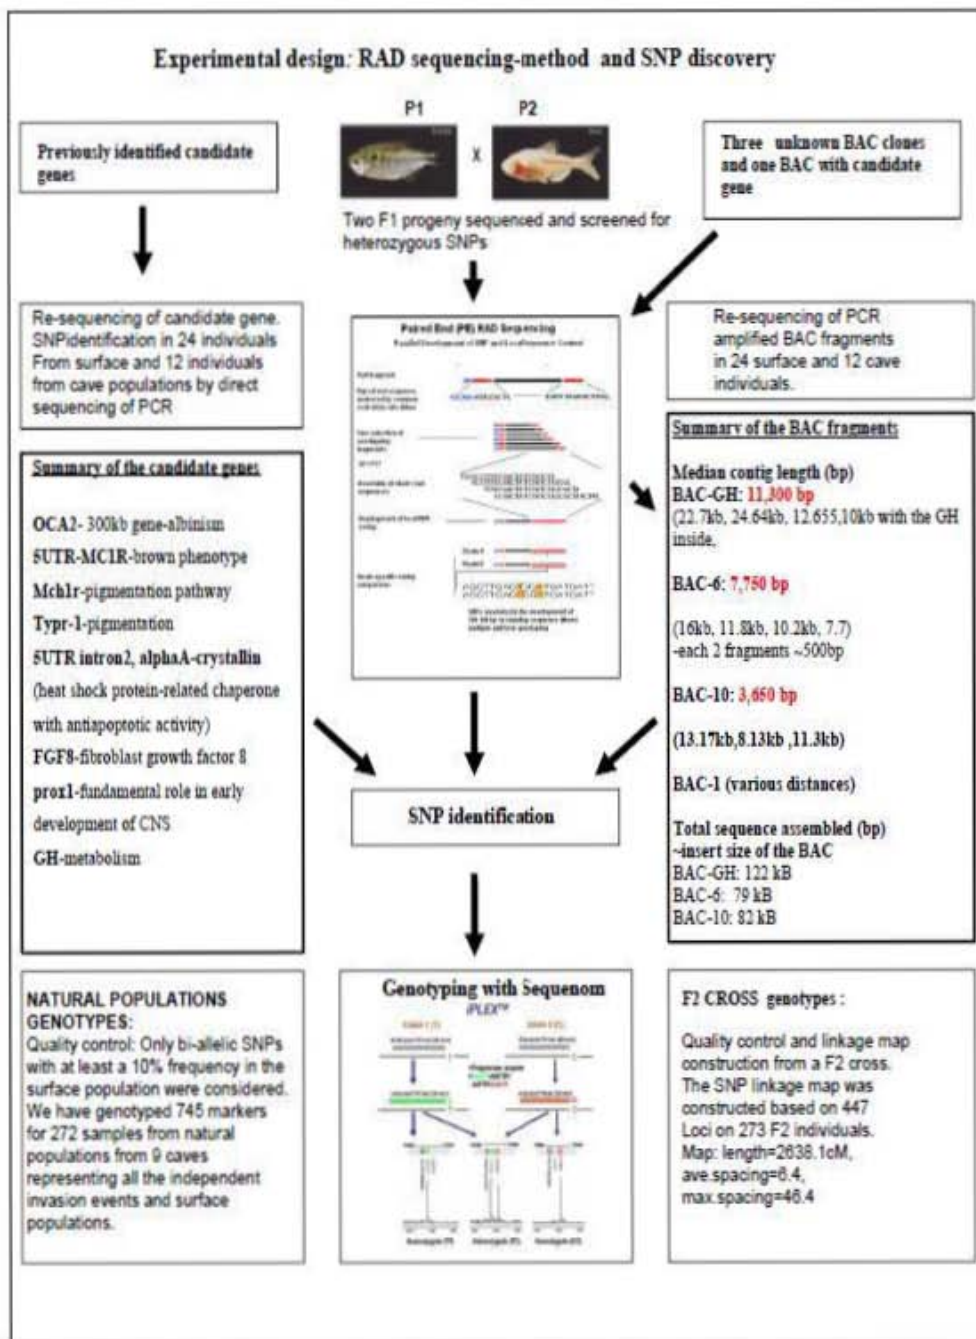 Experimental design: RAD sequencing-method and SNP discovery
P1
P2
X
Previously identified candidate
genes
Three unknown BAC clones
and one BAC with candidate
gene
Two F1 progeny sequenced and screened for
heterozygous SNPs
Re-sequencing of candidate gene.
SNPidentification in 24 individuals
From surface and 12 individuals
from cave populations by direct
sequencing of PCR
Paired End (PE) RAD Sequencing
Re-sequencing of PCR
amplified BAC fragments
in 24 surface and 12 cave
individuals.
Summary of the candidate genes
OCA2- 300kb gene-albinism
5UTR-MC1R-brown phenotype
Mch1r-pigmentation pathway
Typr-1-pigmentation
5UTR intron2, alphaA-crystallin
(heat shock protein-related chaperone
with antiapoptotic activity)
FGF8-fibroblast growth factor 8
prox1-fundamental role in early
development of CNS
GH-metabolism
Summary of the BAC fragments
Median contig length (bp)
BAC-GH: 11,300 bp
(22.7kb, 24.64kb, 12.655,10kb with the GH
inside,
BAC-6: 7,750 bp
(16kb, 11.8kb, 10.2kb, 7.7)
-each 2 fragments ~500bp
BAC-10: 3,650 bp
(13.17kb,8.13kb ,11.3kb)
BAC-1 (various distances)
Total sequence assembled (bp)
~insert size of the BAC
BAC-GH: 122 kB
BAC-6: 79 kB
BAC-10: 82 kB
SNP identification
NATURAL POPULATIONS
GENOTYPES:
Quality control: Only bi-allelic SNPs
with at least a 10% frequency in the
surface population were considered.
We have genotyped 745 markers
for 272 samples from natural
populations from 9 caves
representing all the independent
invasion events and surface
populations.
Genotyping with Sequenom
iPLEX™
F2 CROSS genotypes :
Quality control and linkage map
construction from a F2 cross.
The SNP linkage map was
constructed based on 447
Loci on 273 F2 individuals.
Map: length=2638.1cM,
ave.spacing=6.4,
max.spacing=46.4